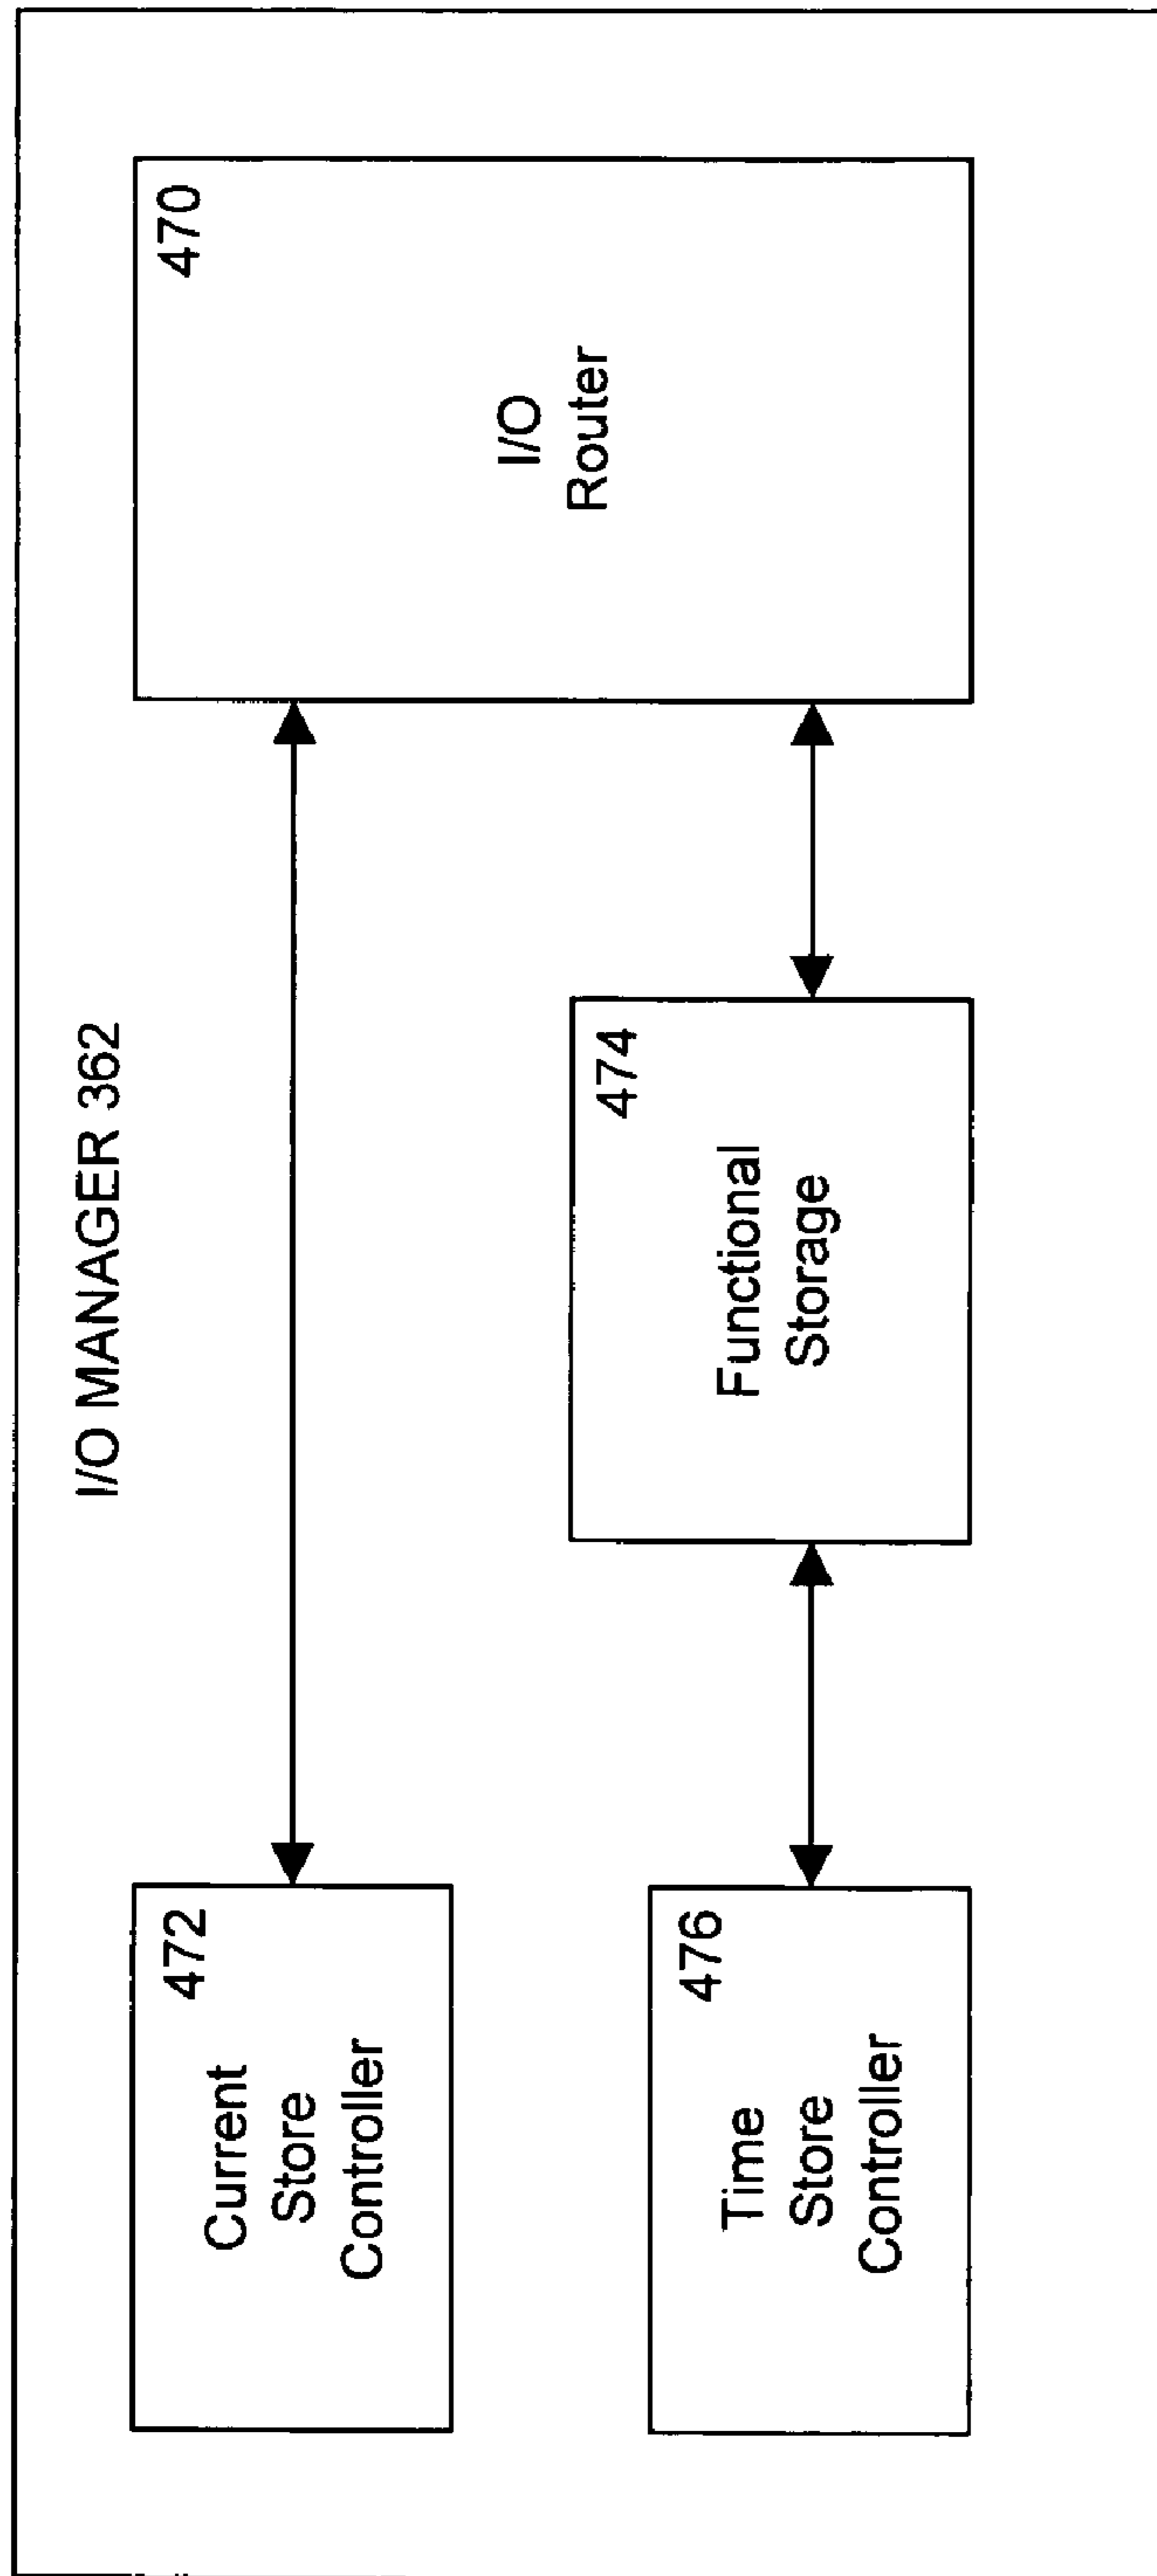 I/O MANAGER 362
472
Current
Store
Controller
470
I/O
Router
474
Functional
Storage
476
Time
Store
Controller